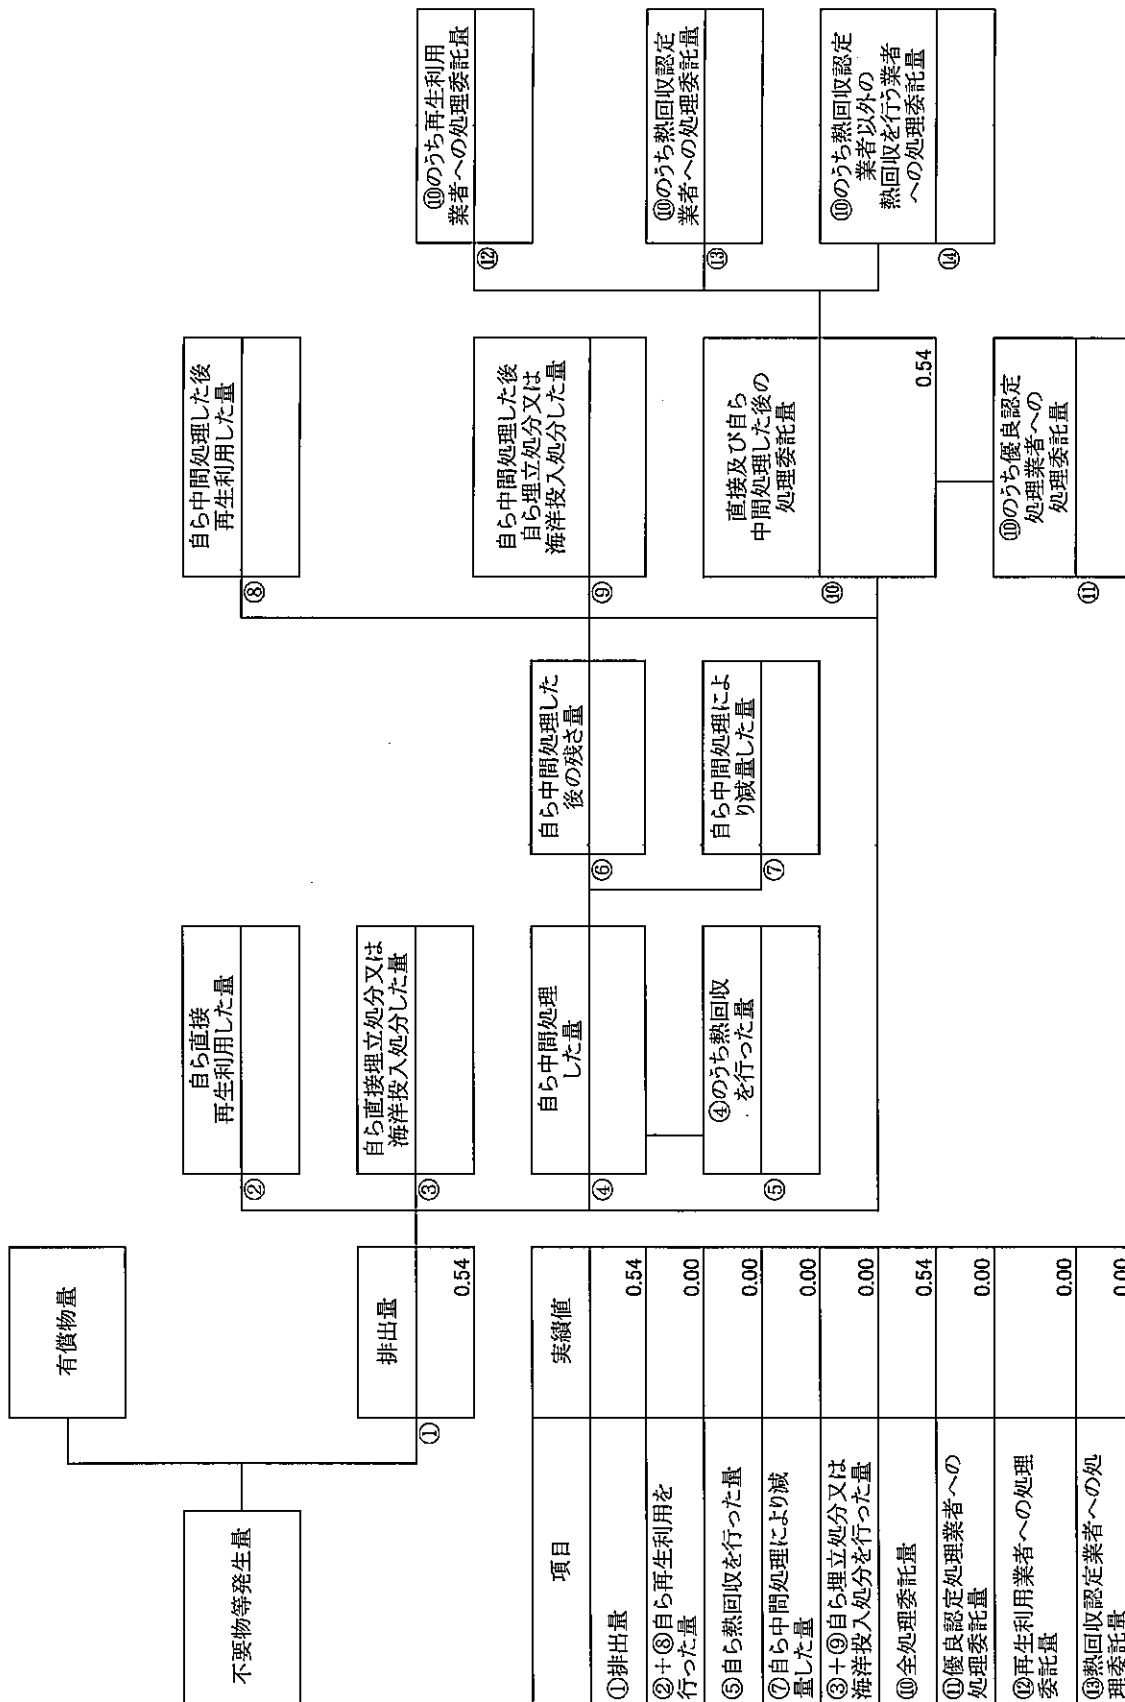 不要物等発生量
有償物量
排出量
①
0.54
②
自ら直接
再生利用した量
③
自ら直接埋立処分又は
海洋投入処分した量
④
自ら中間処理
した量
⑤
④のうち熱回収
を行った量
⑥
自ら中間処理した
後の残さ量
⑦
自ら中間処理によ
り減量した量
⑧
自ら中間処理した後
再生利用した量
⑨
自ら中間処理した後
自ら埋立処分又は
海洋投入処分した量
⑩
直接及び自ら
中間処理した後の
処理委託量
0.54
⑪
⑩のうち優良認定
処理業者への
処理委託量
⑫
⑩のうち再生利用
業者への処理委託量
⑬
⑩のうち熱回収認定
業者への処理委託量
⑭
⑩のうち熱回収認定
業者以外の
熱回収を行う業者
への処理委託量
項目 実績値
①排出量 0.54
②+⑧自ら再生利用を
行った量 0.00
⑤自ら熱回収を行った量 0.00
⑦自ら中間処理により減
量した量 0.00
③+⑨自ら埋立処分又は
海洋投入処分を行った量 0.00
⑩全処理委託量 0.54
⑪優良認定処理業者への
処理委託量 0.00
⑫再生利用業者への処理
委託量 0.00
⑬熱回収認定業者への処
理委託量 0.00